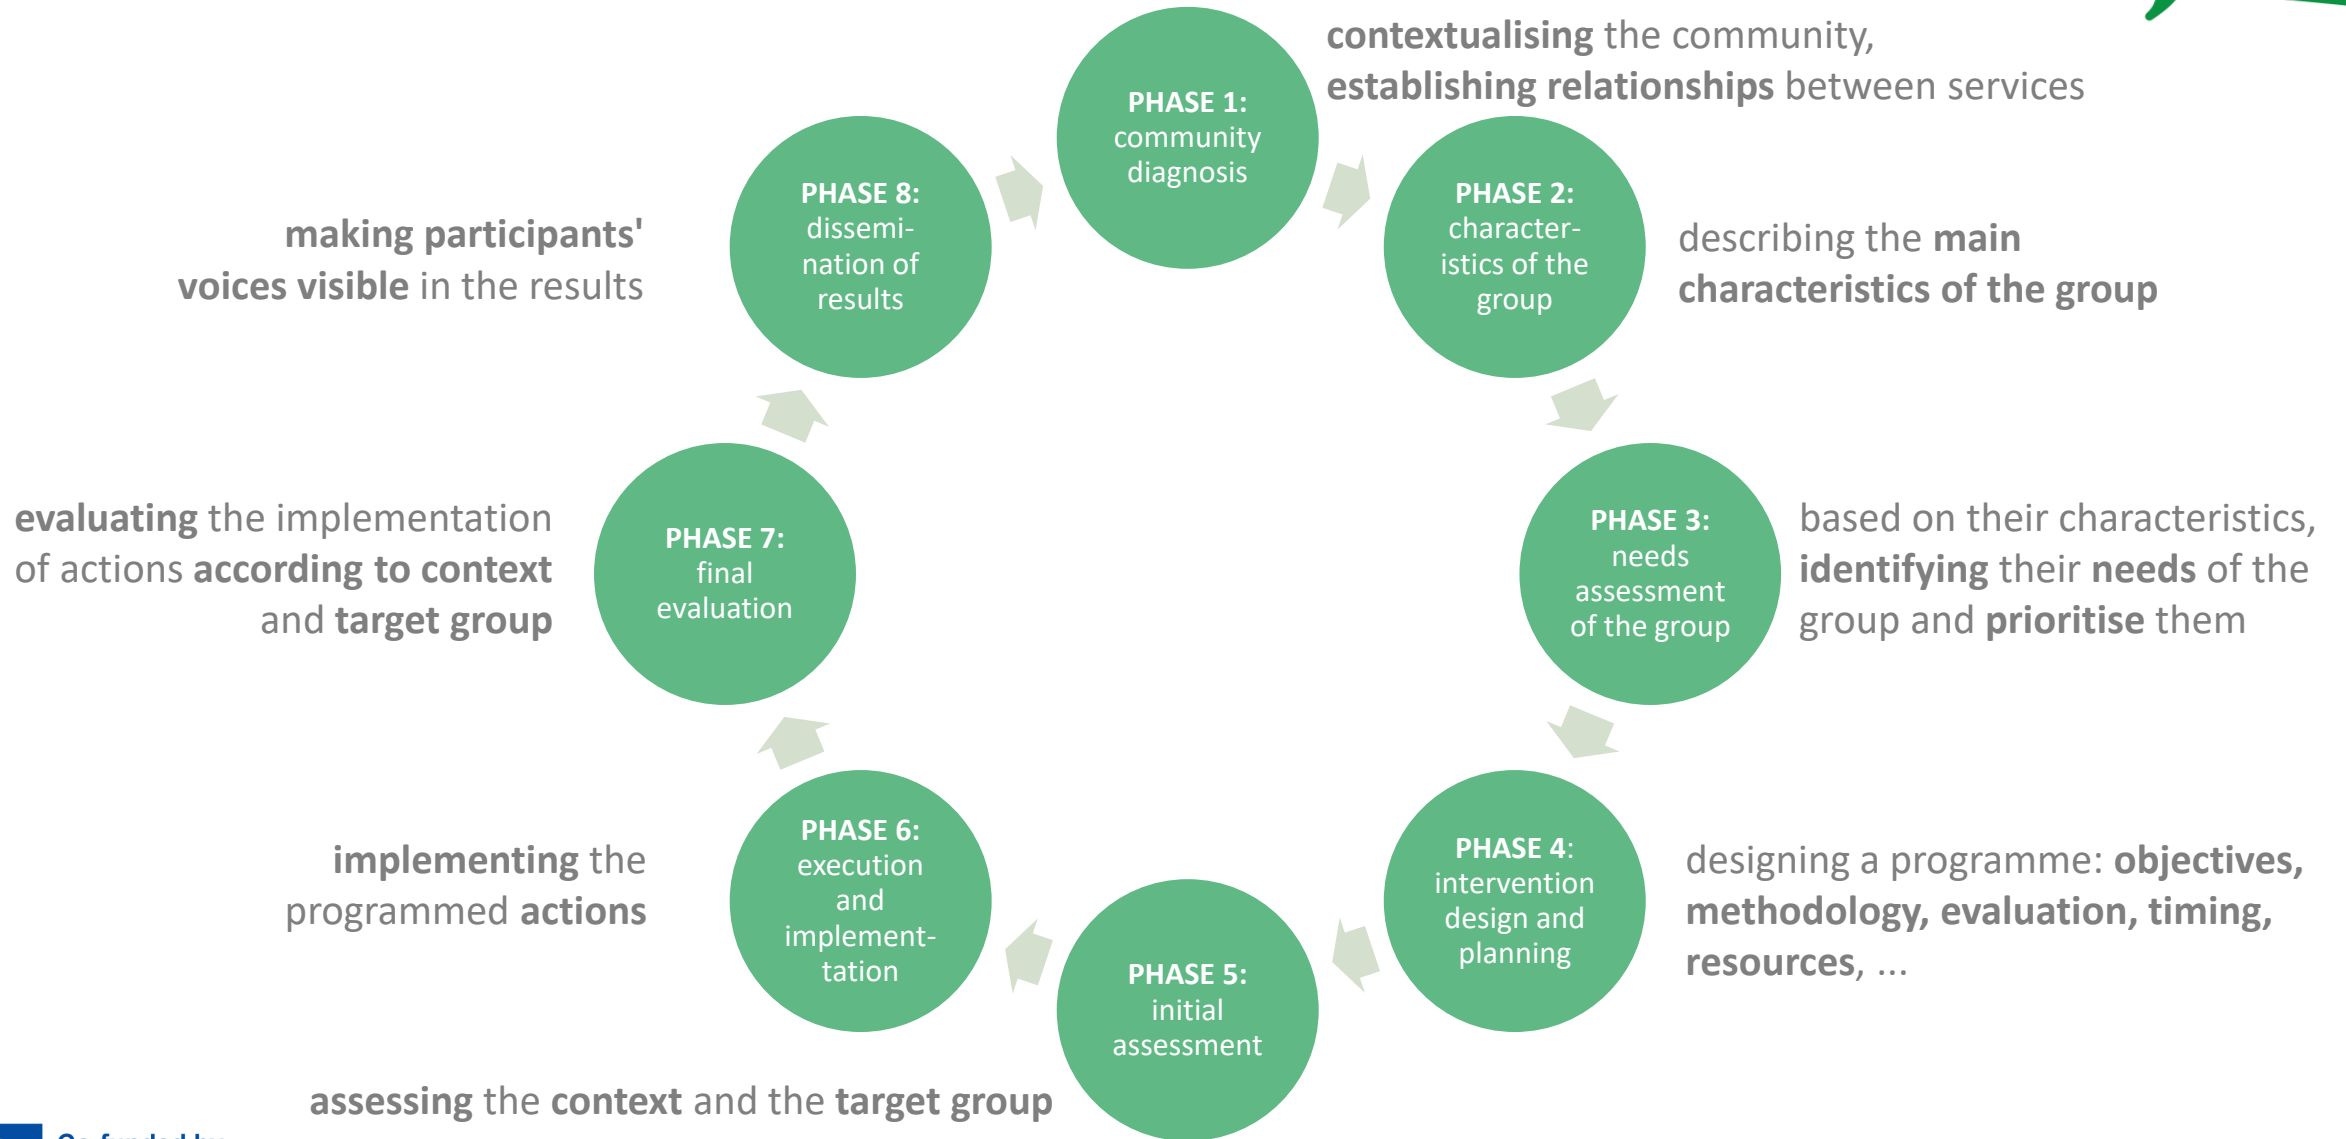 contextualising the community,
establishing relationships between services
PHASE 1:
community
diagnosis
PHASE 2:
character-
istics of the
group
describing the main
characteristics of the group
PHASE 3:
needs
assessment
of the group
based on their characteristics,
identifying their needs of the
group and prioritise them
PHASE 4:
intervention
design and
planning
designing a programme: objectives,
methodology, evaluation, timing,
resources, ...
PHASE 5:
initial
assessment
assessing the context and the target group
PHASE 6:
execution
and
implement-
tation
implementing the
programmed actions
PHASE 7:
final
evaluation
evaluating the implementation
of actions according to context
and target group
PHASE 8:
dissemi-
nation of
results
making participants'
voices visible in the results
Co-funded by